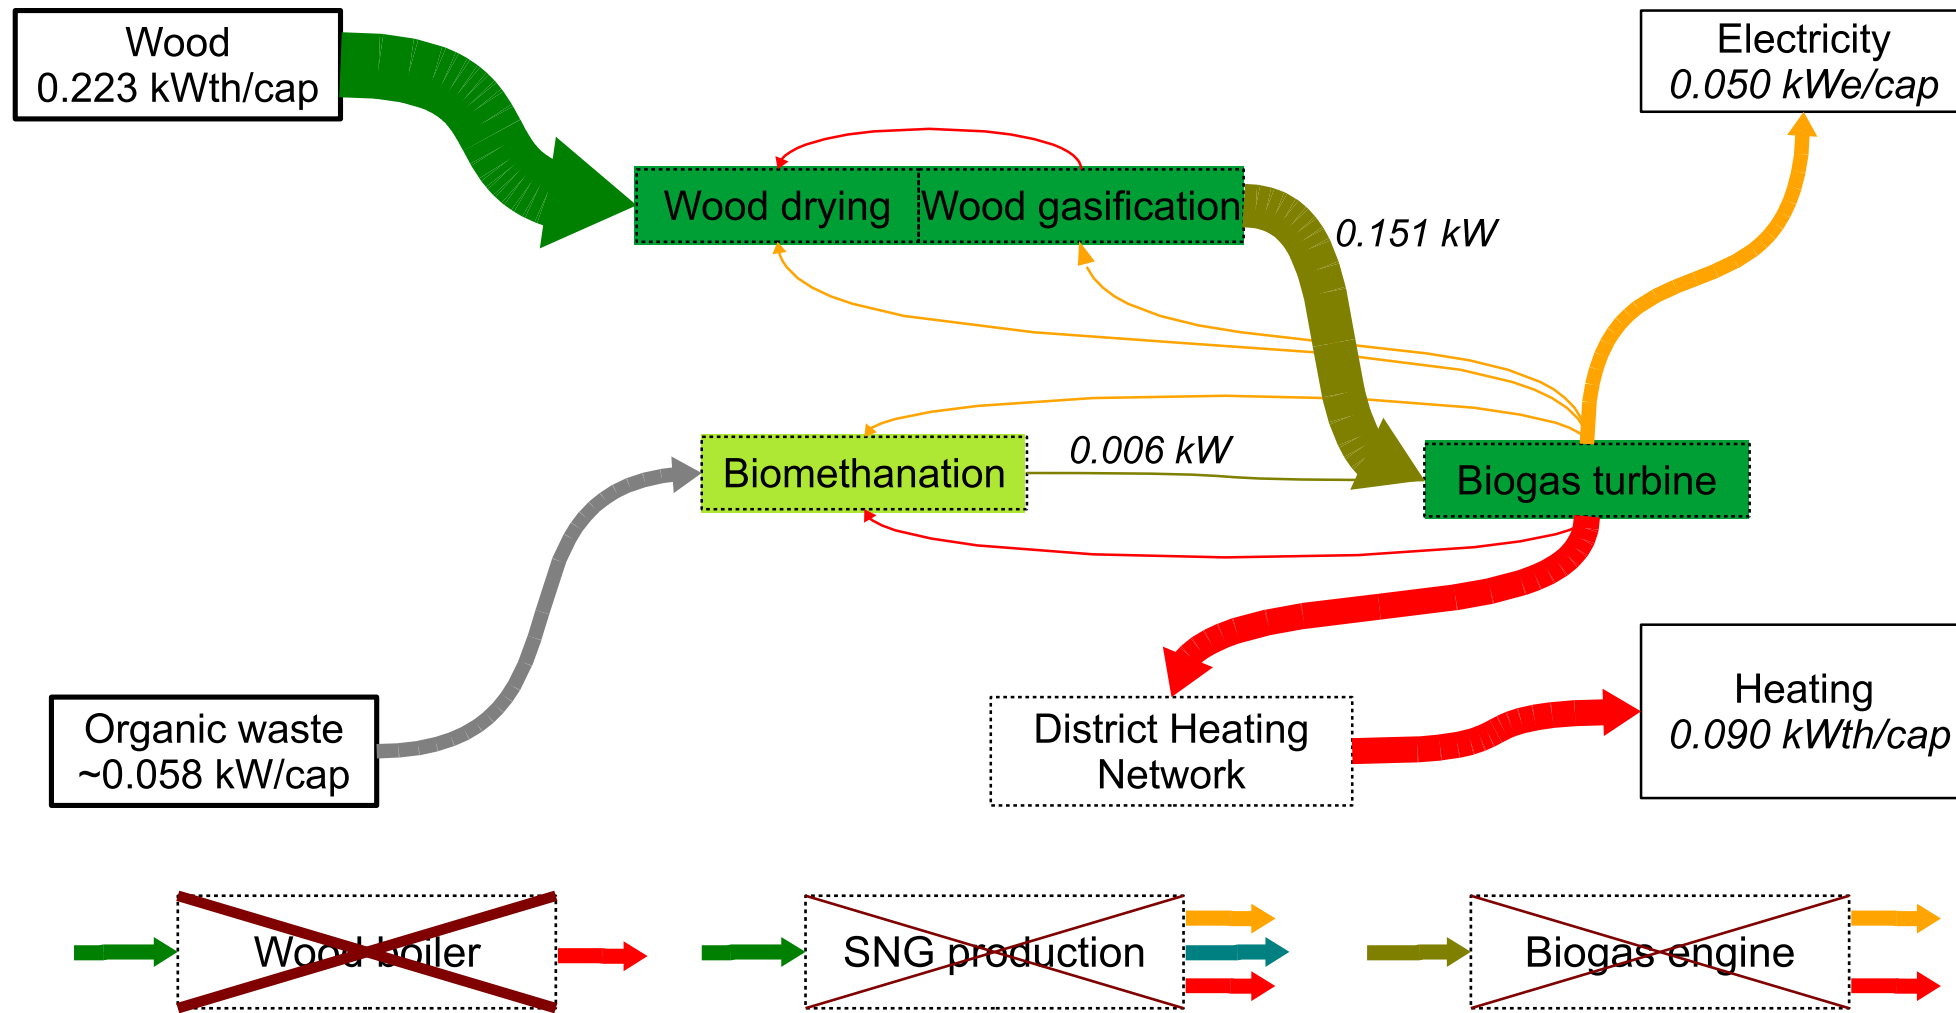 Wood
0.223 kWth/cap
Electricity
0.050 kWe/cap
Wood drying
Wood gasification
0.151 kW
Biomethanation
0.006 kW
Biogas turbine
Organic waste
~0.058 kW/cap
District Heating
Network
Heating
0.090 kWth/cap
Wood boiler
SNG production
Biogas engine